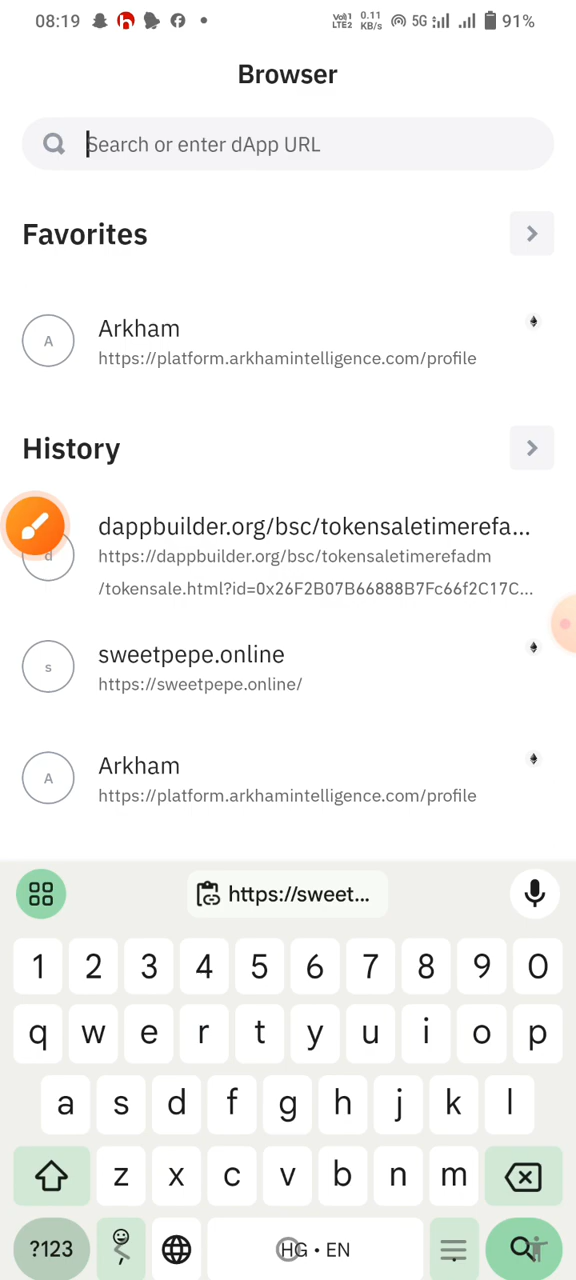 08:19 Vo)) 1 LTE2 0.11 KB/s 5G 91%
Browser
Search or enter dApp URL
Favorites
A
Arkham
https://platform.arkhamintelligence.com/profile
History
d
dappbuilder.org/bsc/tokensaletimerefa...
https://dappbuilder.org/bsc/tokensaletimerefadm
/tokensale.html?id=0x26F2B07B66888B7Fc66f2C17C...
s
sweetpepe.online
https://sweetpepe.online/
A
Arkham
https://platform.arkhamintelligence.com/profile
https://sweet...
1 2 3 4 5 6 7 8 9 0
q w e r t y u i o p
a s d f g h j k l
z x c v b n m
?123 , HG • EN .